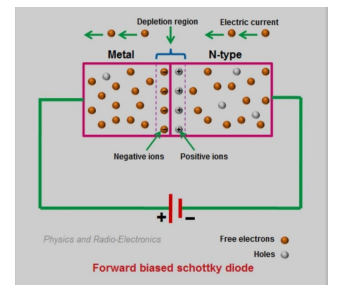 Depletion region
Electric current
Metal
N-type
Negative ions
Positive ions
+
−
Physics and Radio-Electronics
Free electrons
Holes
Forward biased schottky diode